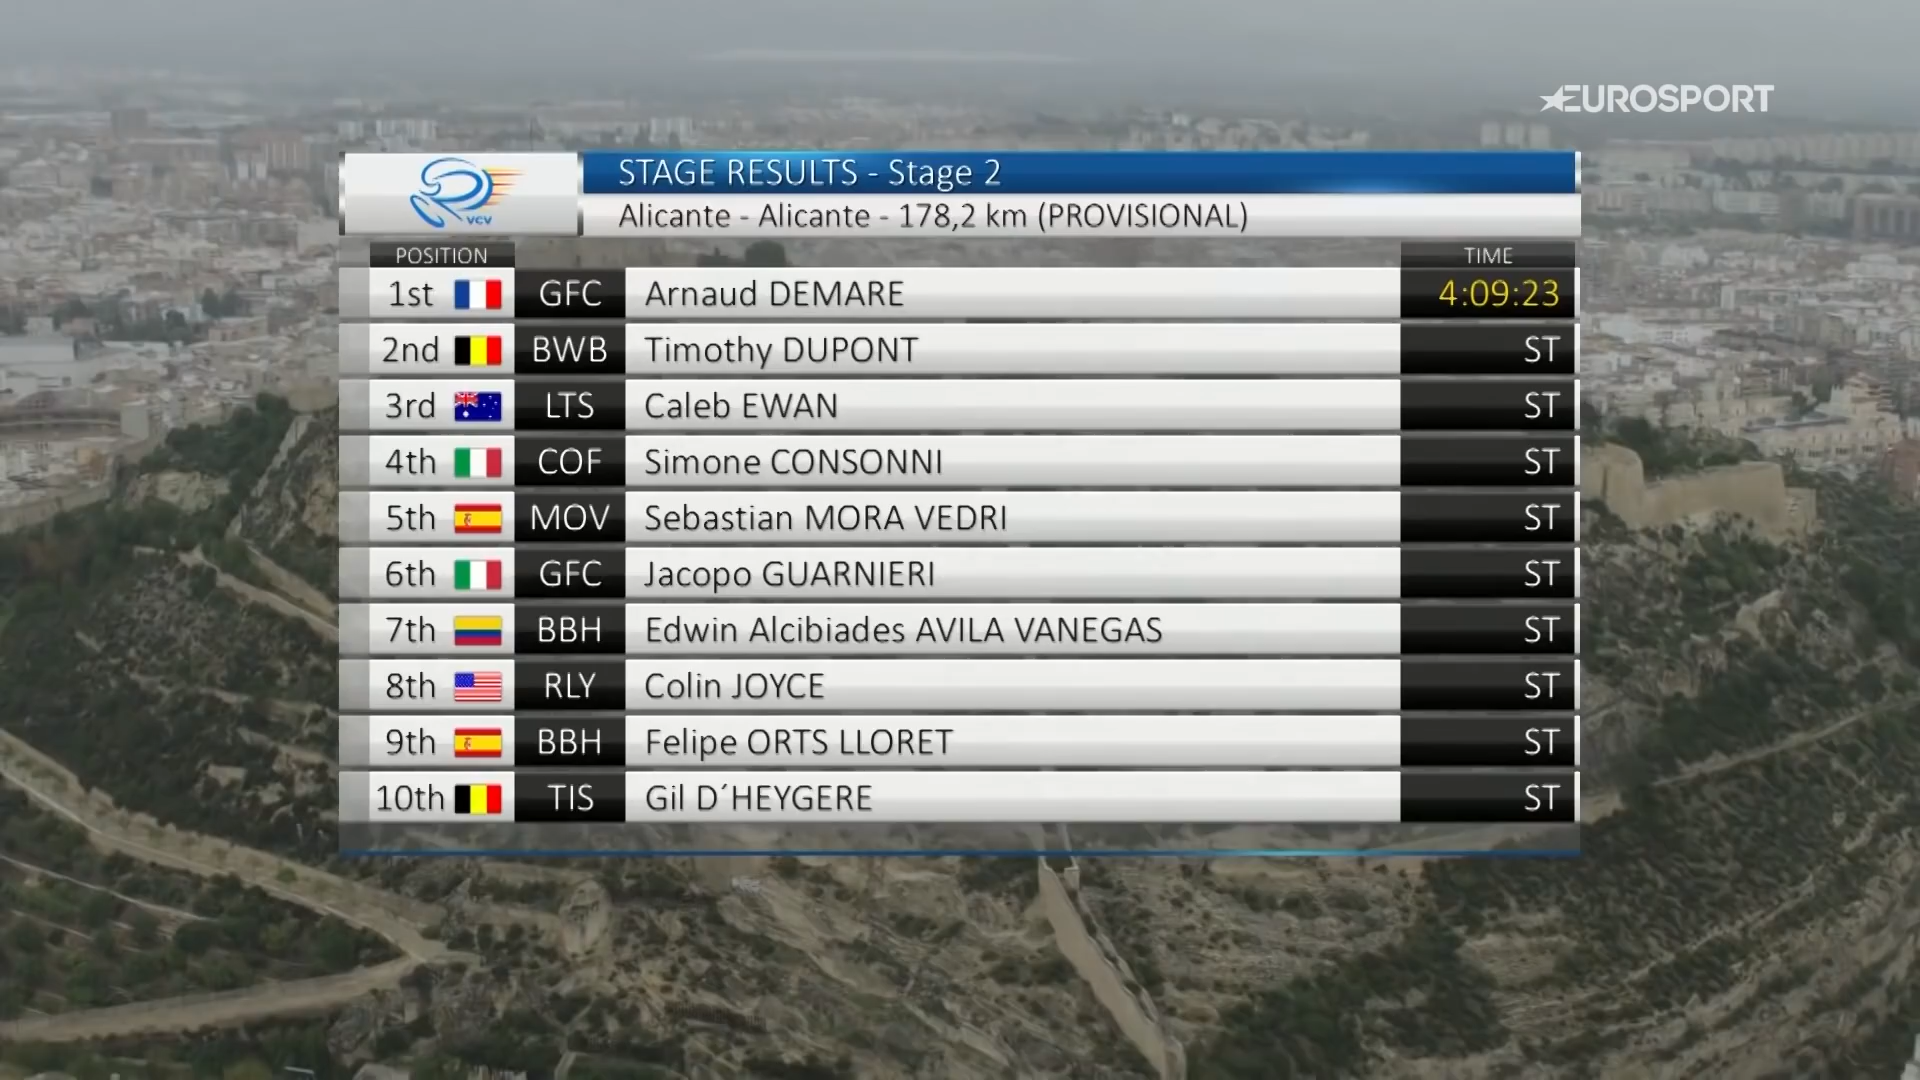 EUROSPORT
VCV
STAGE RESULTS - Stage 2
Alicante - Alicante - 178,2 km (PROVISIONAL)
POSITION TIME
1st GFC Arnaud DEMARE 4:09:23
2nd BWB Timothy DUPONT ST
3rd LTS Caleb EWAN ST
4th COF Simone CONSONNI ST
5th MOV Sebastian MORA VEDRI ST
6th GFC Jacopo GUARNIERI ST
7th BBH Edwin Alcibiades AVILA VANEGAS ST
8th RLY Colin JOYCE ST
9th BBH Felipe ORTS LLORET ST
10th TIS Gil D´HEYGERE ST